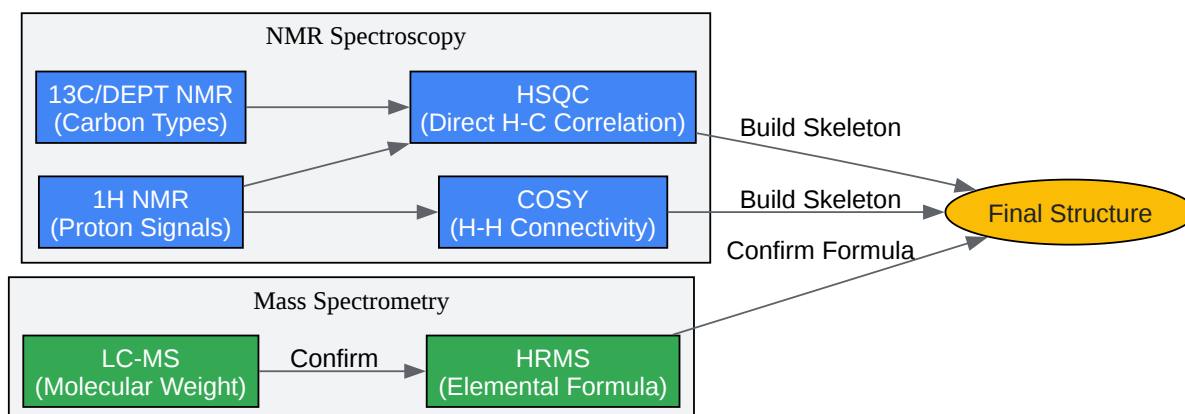 NMR Spectroscopy
13C/DEPT NMR
(Carbon Types)
HSQC
(Direct H-C Correlation)
Build Skeleton
1H NMR
(Proton Signals)
COSY
(H-H Connectivity)
Build Skeleton
Final Structure
Confirm Formula
Mass Spectrometry
LC-MS
(Molecular Weight)
Confirm
HRMS
(Elemental Formula)